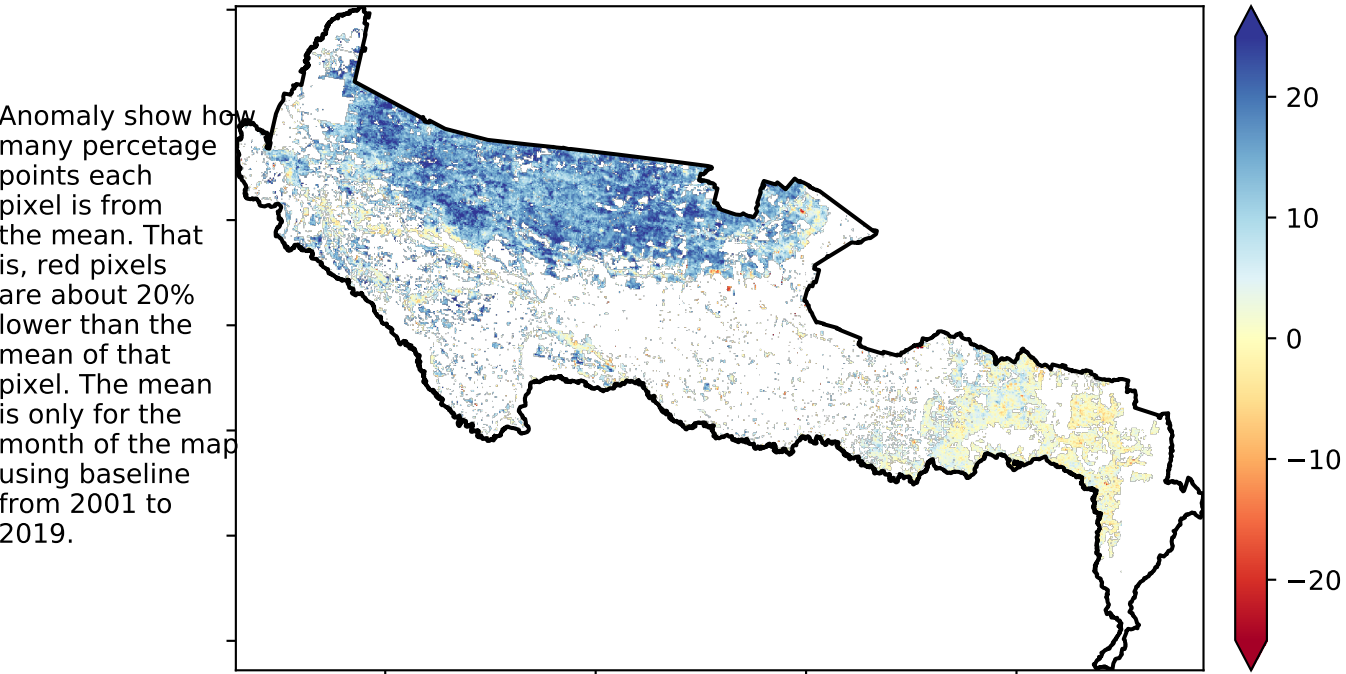 Anomaly show how
many percetage
points each
pixel is from
the mean. That
is, red pixels
are about 20%
lower than the
mean of that
pixel. The mean
is only for the
month of the map
using baseline
from 2001 to
2019.
20
10
0
−10
−20